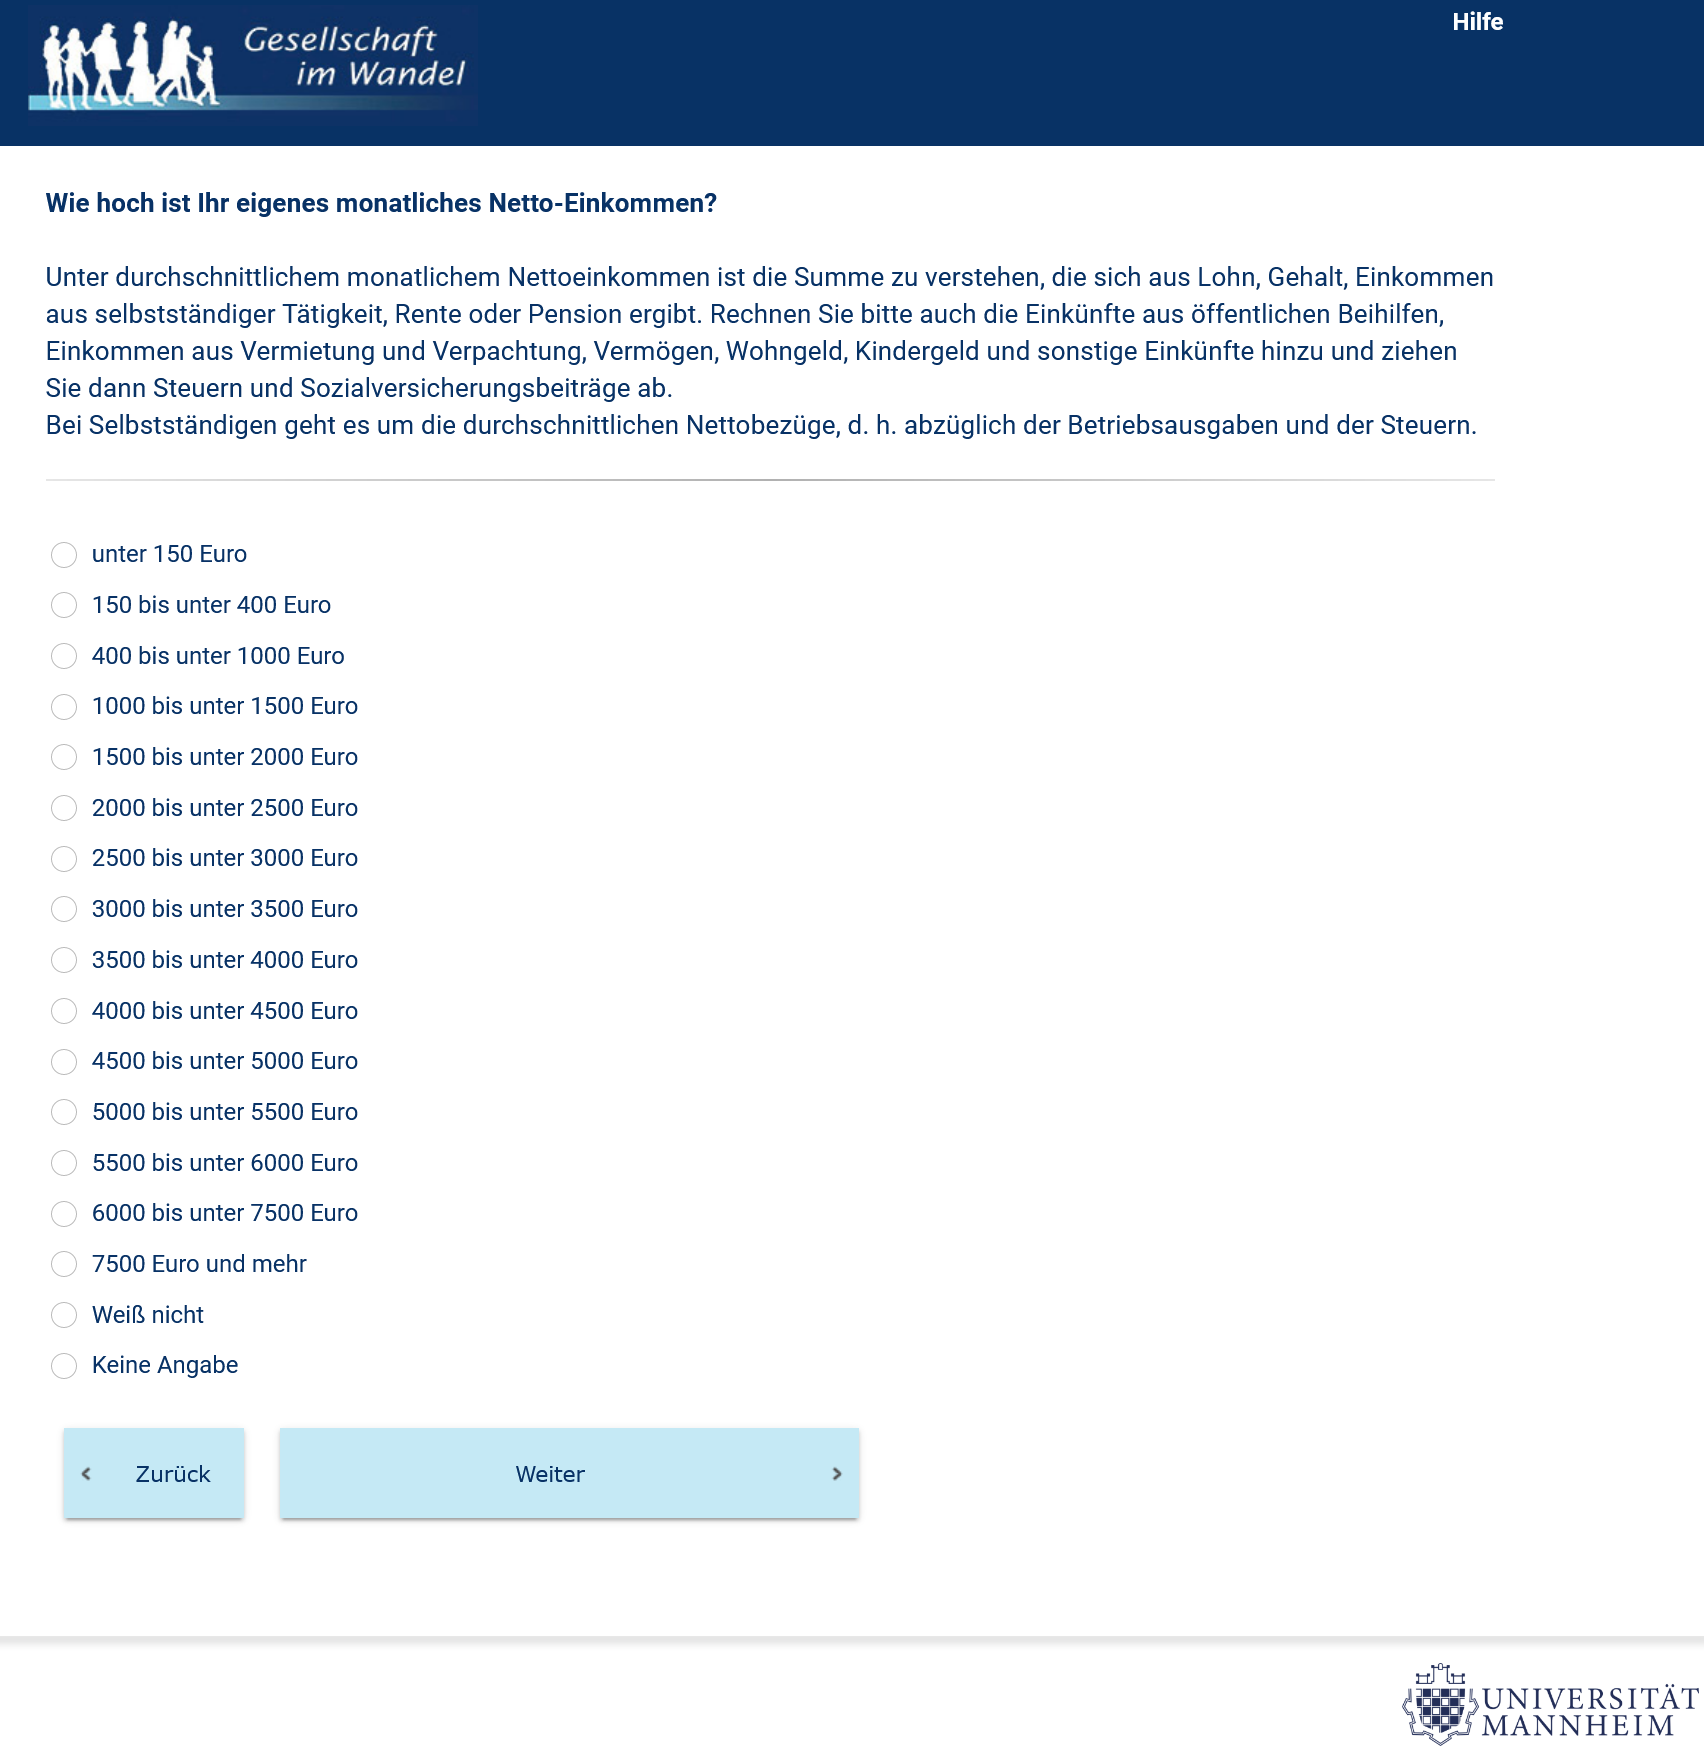 Gesellschaft
im Wandel
Hilfe
Wie hoch ist Ihr eigenes monatliches Netto-Einkommen?
Unter durchschnittlichem monatlichem Nettoeinkommen ist die Summe zu verstehen, die sich aus Lohn, Gehalt, Einkommen
aus selbstständiger Tätigkeit, Rente oder Pension ergibt. Rechnen Sie bitte auch die Einkünfte aus öffentlichen Beihilfen,
Einkommen aus Vermietung und Verpachtung, Vermögen, Wohngeld, Kindergeld und sonstige Einkünfte hinzu und ziehen
Sie dann Steuern und Sozialversicherungsbeiträge ab.
Bei Selbstständigen geht es um die durchschnittlichen Nettobezüge, d. h. abzüglich der Betriebsausgaben und der Steuern.
unter 150 Euro
150 bis unter 400 Euro
400 bis unter 1000 Euro
1000 bis unter 1500 Euro
1500 bis unter 2000 Euro
2000 bis unter 2500 Euro
2500 bis unter 3000 Euro
3000 bis unter 3500 Euro
3500 bis unter 4000 Euro
4000 bis unter 4500 Euro
4500 bis unter 5000 Euro
5000 bis unter 5500 Euro
5500 bis unter 6000 Euro
6000 bis unter 7500 Euro
7500 Euro und mehr
Weiß nicht
Keine Angabe
Zurück
Weiter
UNIVERSITÄT
MANNHEIM